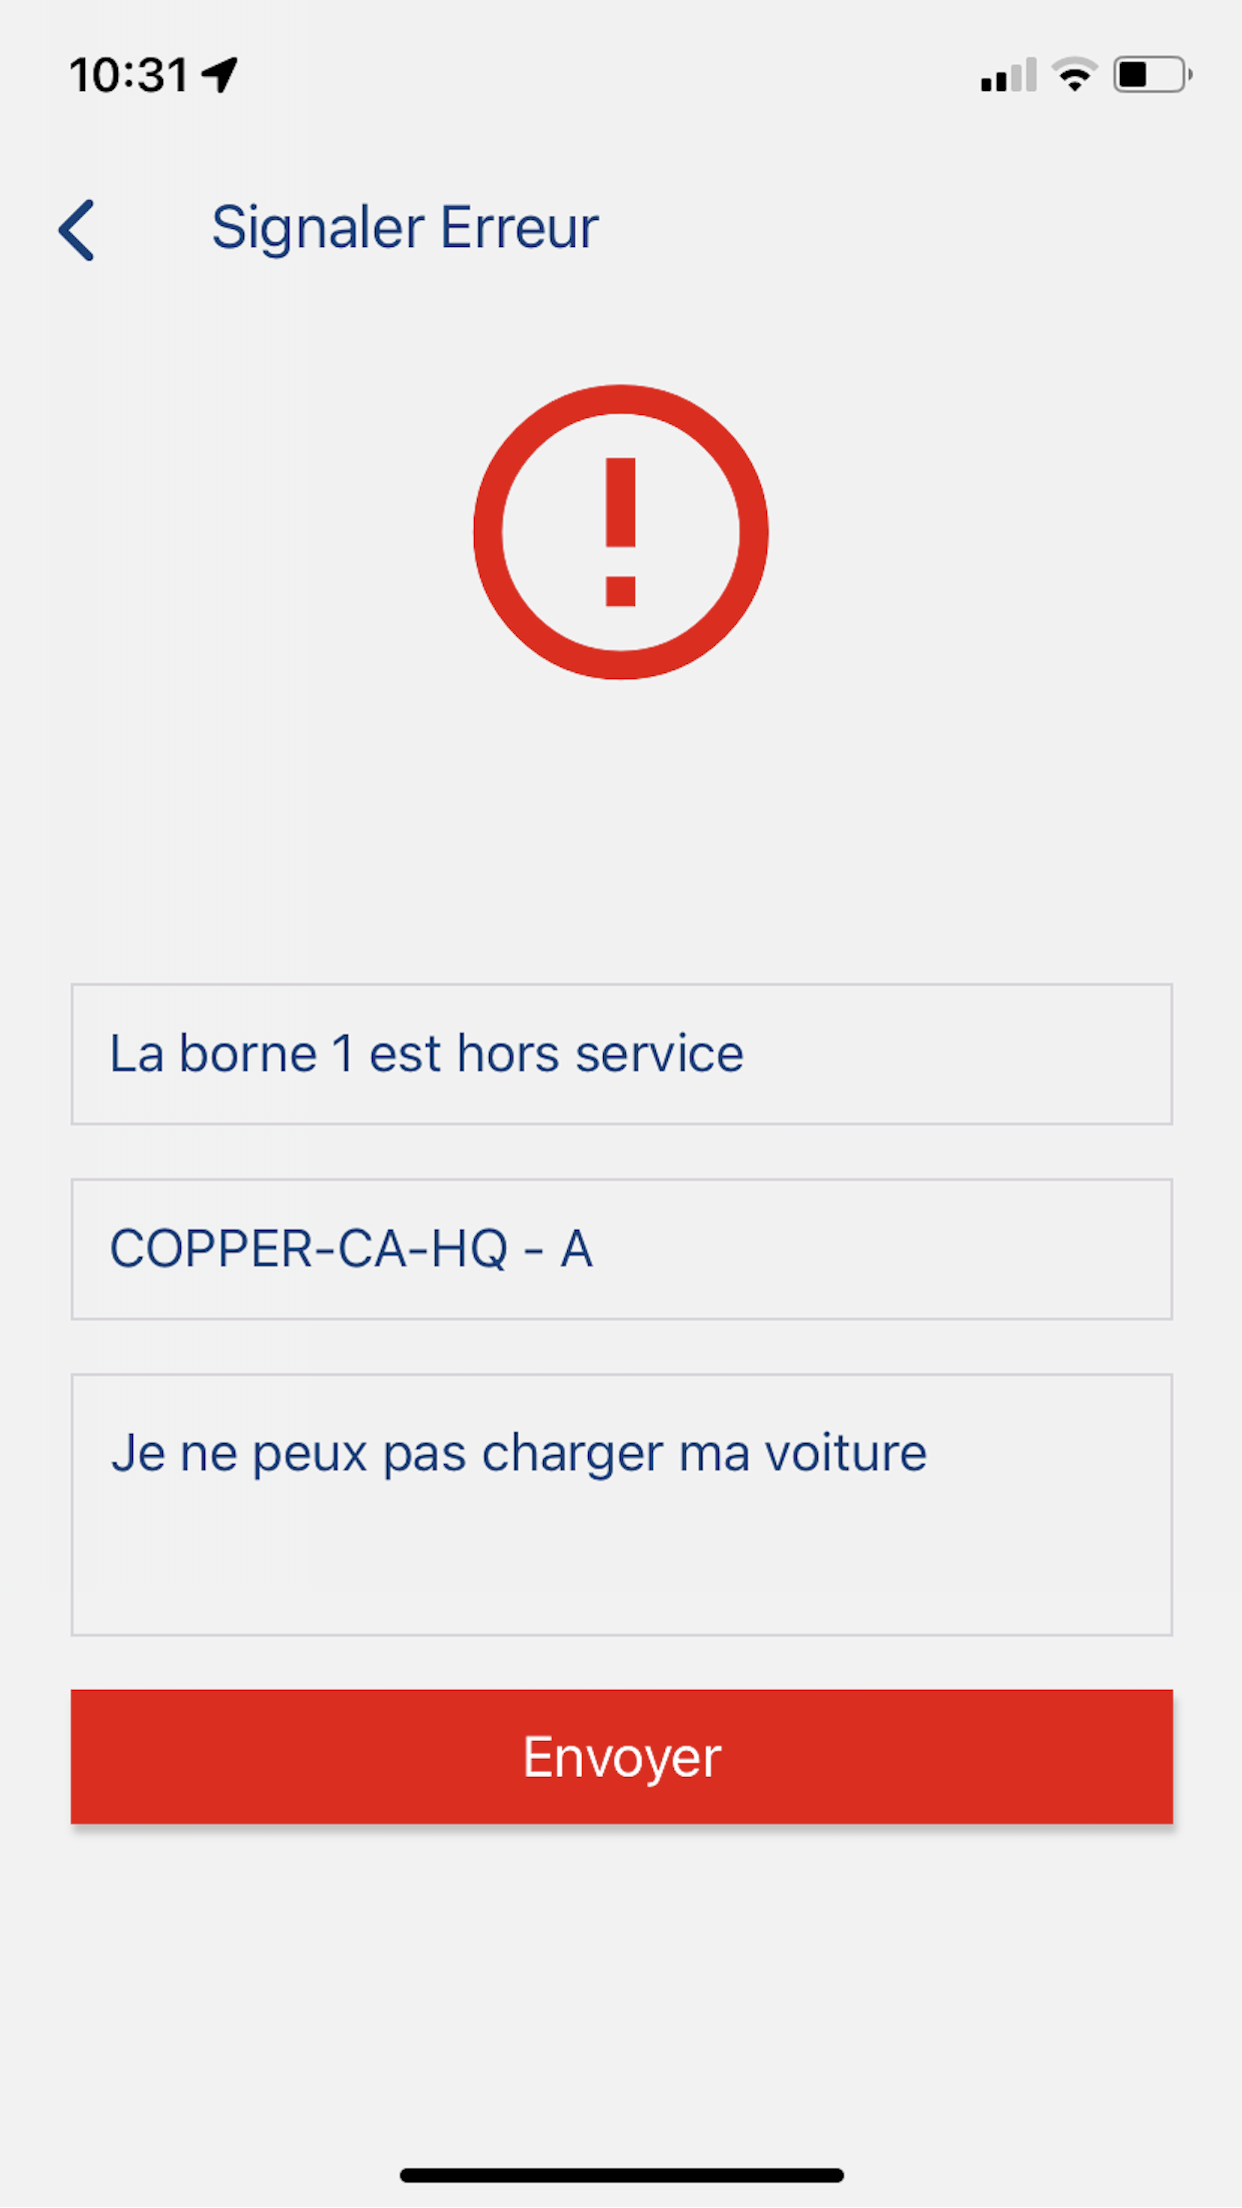 10:31
Signaler Erreur
La borne 1 est hors service
COPPER-CA-HQ - A
Je ne peux pas charger ma voiture
Envoyer